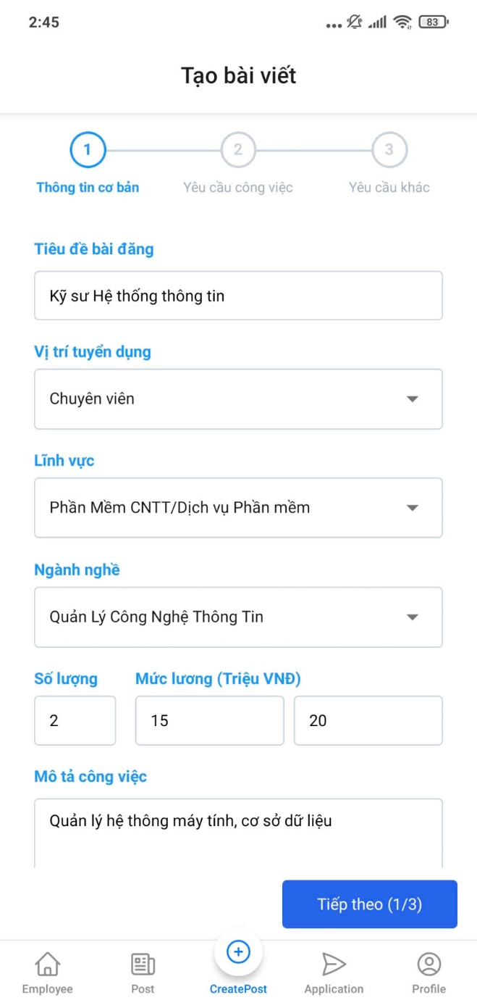 2:45
83
Tạo bài viết
1
2
3
Thông tin cơ bản
Yêu cầu công việc
Yêu cầu khác
Tiêu đề bài đăng
Kỹ sư Hệ thống thông tin
Vị trí tuyển dụng
Chuyên viên
Lĩnh vực
Phần Mềm CNTT/Dịch vụ Phần mềm
Ngành nghề
Quản Lý Công Nghệ Thông Tin
Số lượng
Mức lương (Triệu VNĐ)
2
15
20
Mô tả công việc
Quản lý hệ thông máy tính, cơ sở dữ liệu
Tiếp theo (1/3)
Employee
Post
CreatePost
Application
Profile